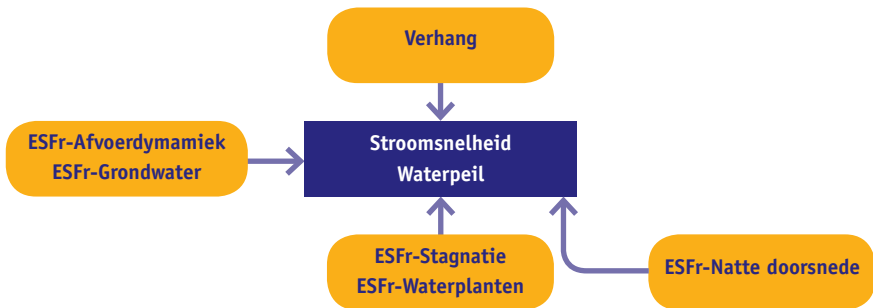 Verhang
ESFr-Afvoerdymamiek
ESFr-Grondwater
Stroomsnelheid
Waterpeil
ESFr-Stagnatie
ESFr-Waterplanten
ESFr-Natte doorsnede